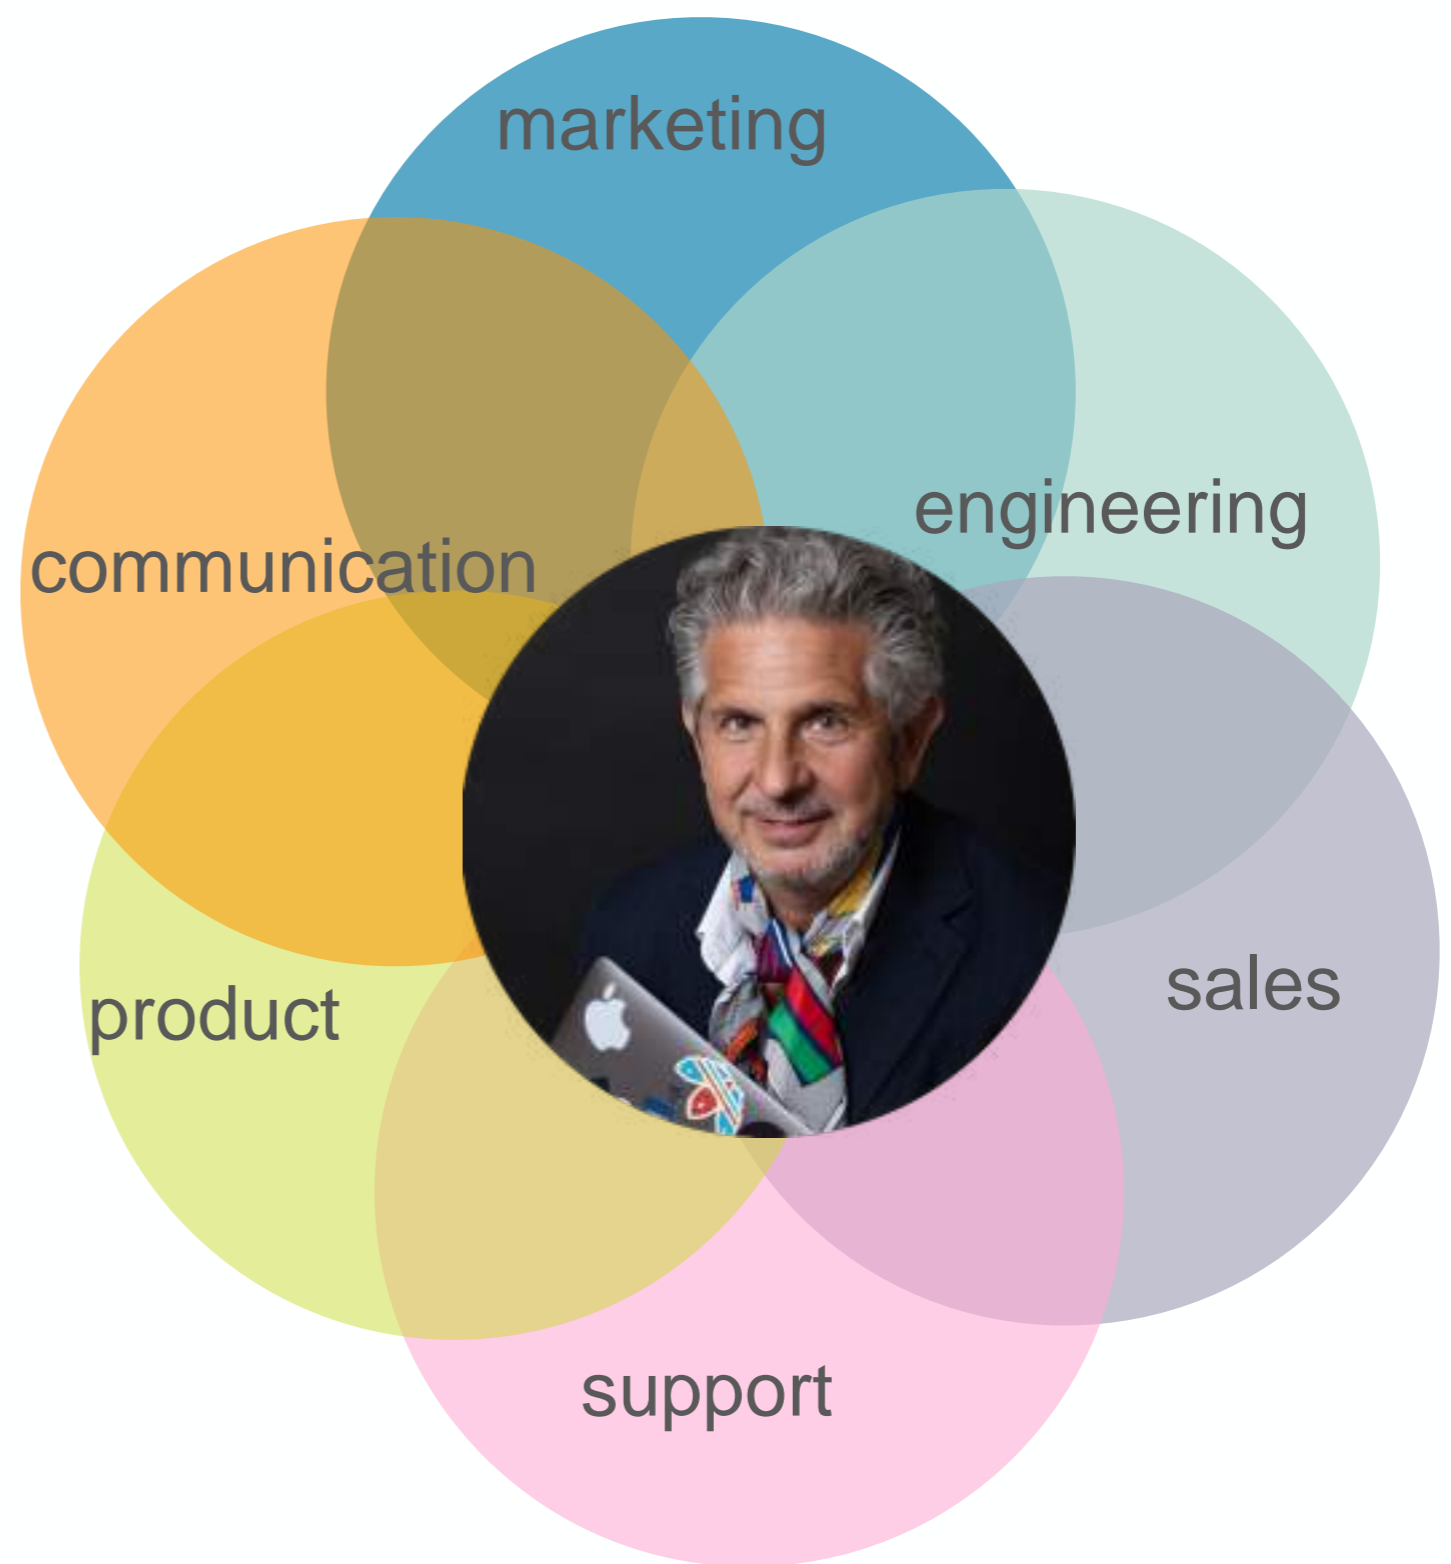 marketing
engineering
communication
sales
product
support